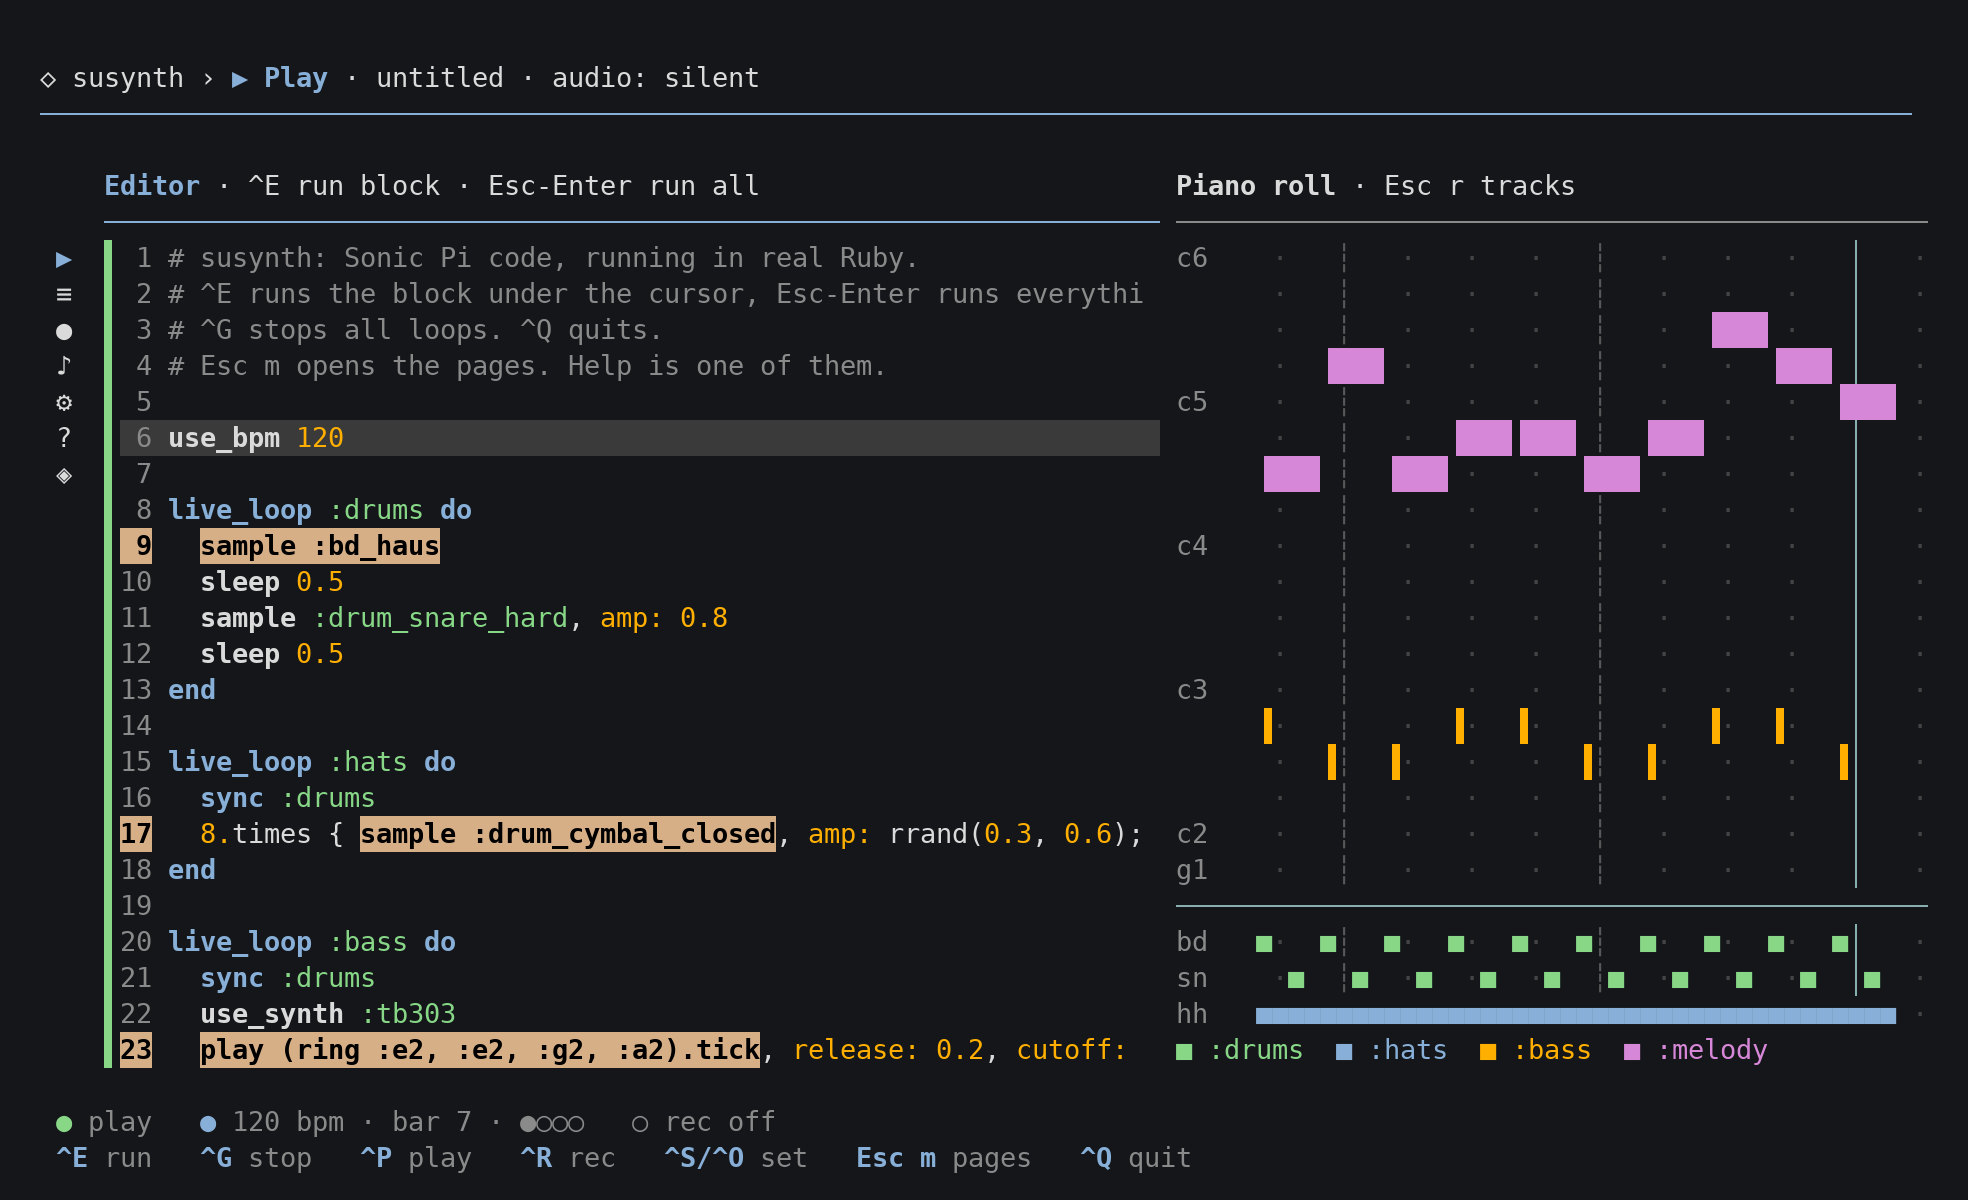 ◇ susynth › ▶ Play · untitled · audio: silent
Editor · ^E run block · Esc-Enter run all
1 # susynth: Sonic Pi code, running in real Ruby.
2 # ^E runs the block under the cursor, Esc-Enter runs everythi
3 # ^G stops all loops. ^Q quits.
4 # Esc m opens the pages. Help is one of them.
5
6 use_bpm 120
7
8 live_loop :drums do
9   sample :bd_haus
10   sleep 0.5
11   sample :drum_snare_hard, amp: 0.8
12   sleep 0.5
13 end
14
15 live_loop :hats do
16   sync :drums
17   8.times { sample :drum_cymbal_closed, amp: rrand(0.3, 0.6);
18 end
19
20 live_loop :bass do
21   sync :drums
22   use_synth :tb303
23   play (ring :e2, :e2, :g2, :a2).tick, release: 0.2, cutoff:
Piano roll · Esc r tracks
c6
c5
c4
c3
c2
g1
bd
sn
hh
■ :drums ■ :hats ■ :bass ■ :melody
● play ● 120 bpm · bar 7 · ●○○○ ○ rec off
^E run ^G stop ^P play ^R rec ^S/^O set Esc m pages ^Q quit